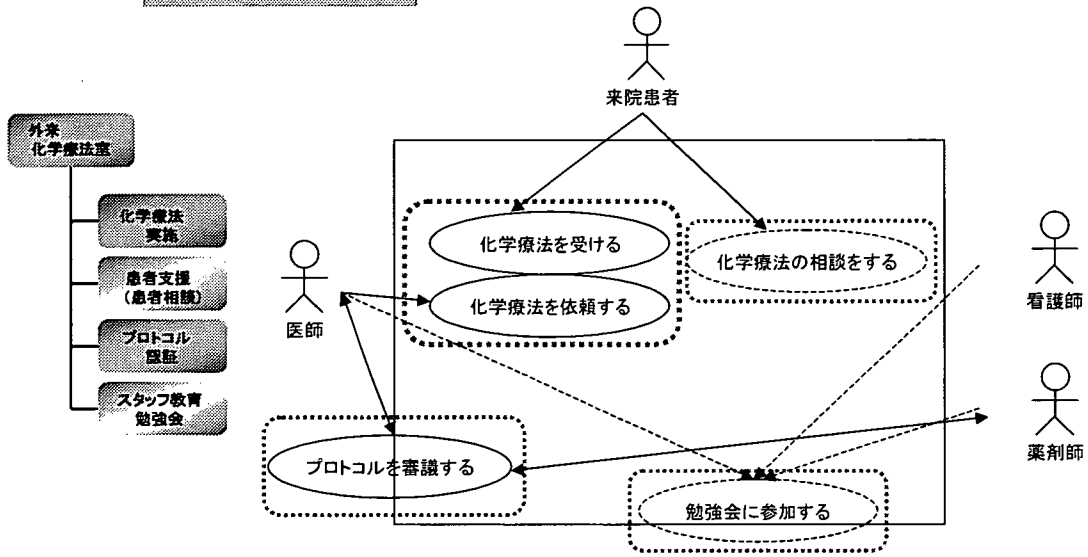 来院患者
外来
化学療法室
化学療法
実施
患者支援
(患者相談)
プロトコル
認証
スタッフ教育
勉強会
医師
化学療法を受ける
化学療法を依頼する
化学療法の相談をする
看護師
薬剤師
プロトコルを審議する
勉強会に参加する